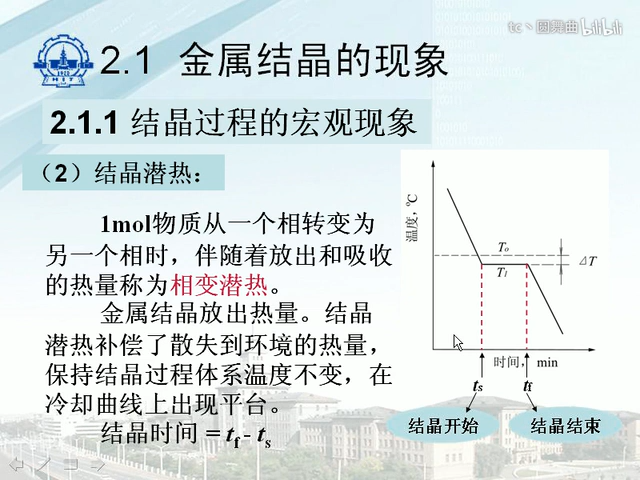 tc丶圆舞曲 bilibili
2.1 金属结晶的现象
2.1.1 结晶过程的宏观现象
（2）结晶潜热：
1mol物质从一个相转变为
另一个相时，伴随着放出和吸收
的热量称为相变潜热。
金属结晶放出热量。结晶
潜热补偿了散失到环境的热量，
保持结晶过程体系温度不变，在
冷却曲线上出现平台。
结晶时间 = tf - ts
温度，℃
To
T1
△T
时间， min
ts tf
结晶开始 结晶结束